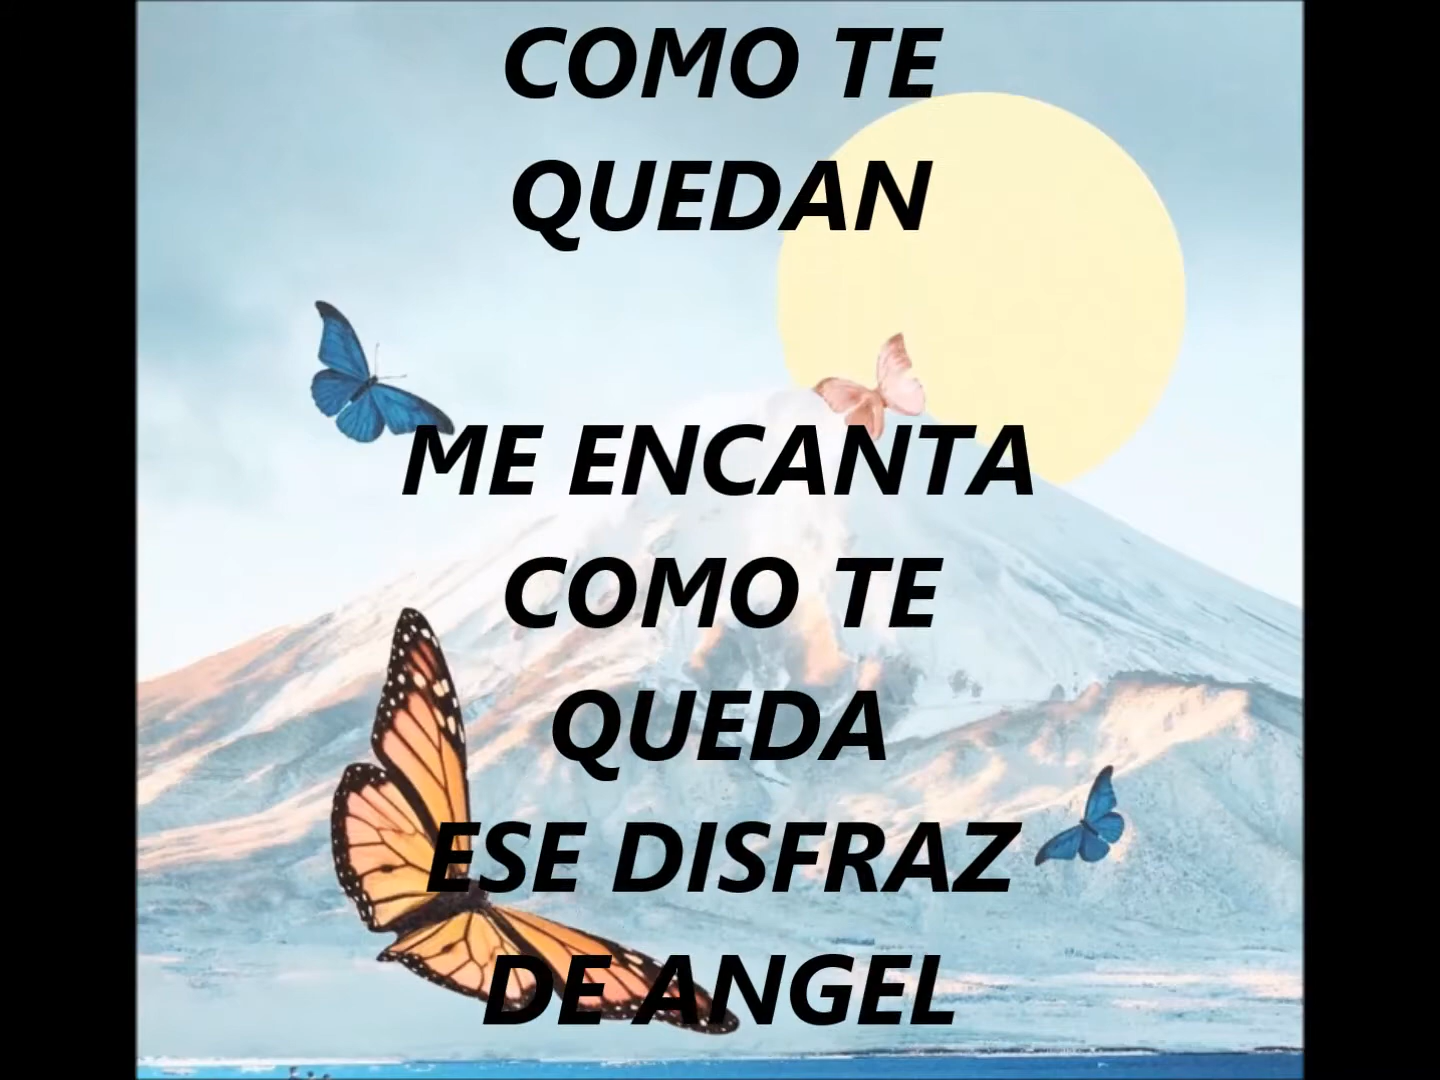 COMO TE
QUEDAN
ME ENCANTA
COMO TE
QUEDA
ESE DISFRAZ
DE ANGEL